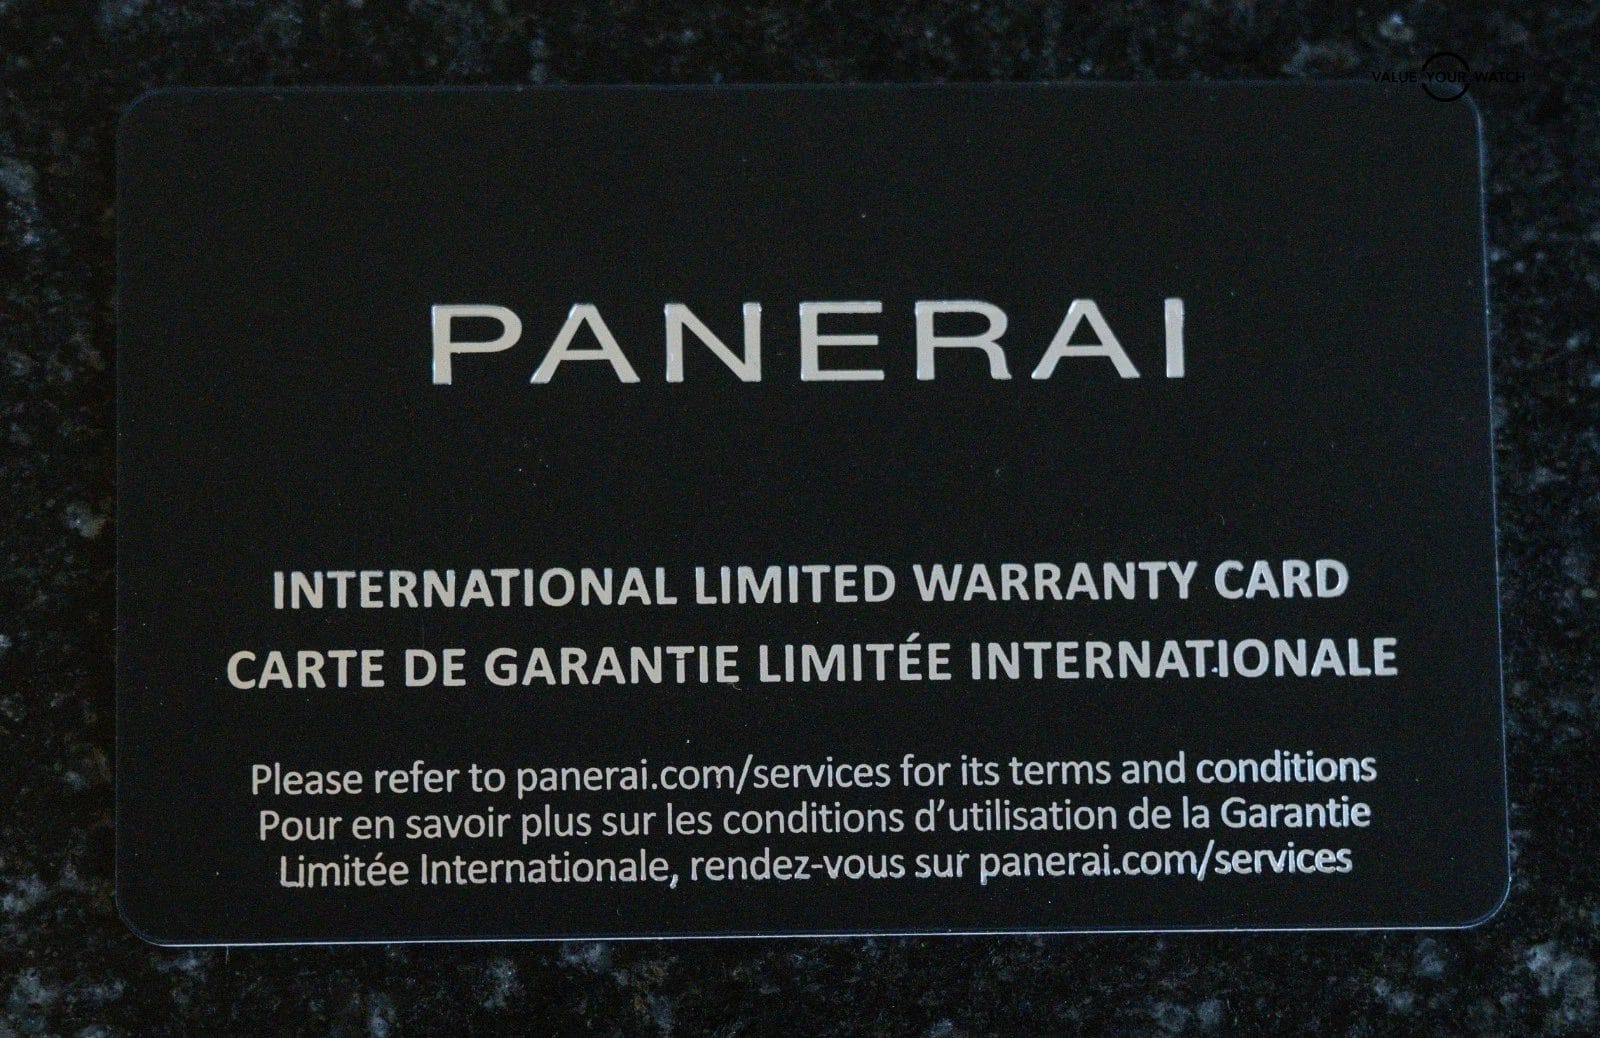 VALUE YOUR WATCH
PANERAI
INTERNATIONAL LIMITED WARRANTY CARD
CARTE DE GARANTIE LIMITÉE INTERNATIONALE
Please refer to panerai.com/services for its terms and conditions
Pour en savoir plus sur les conditions d’utilisation de la Garantie
Limitée Internationale, rendez-vous sur panerai.com/services